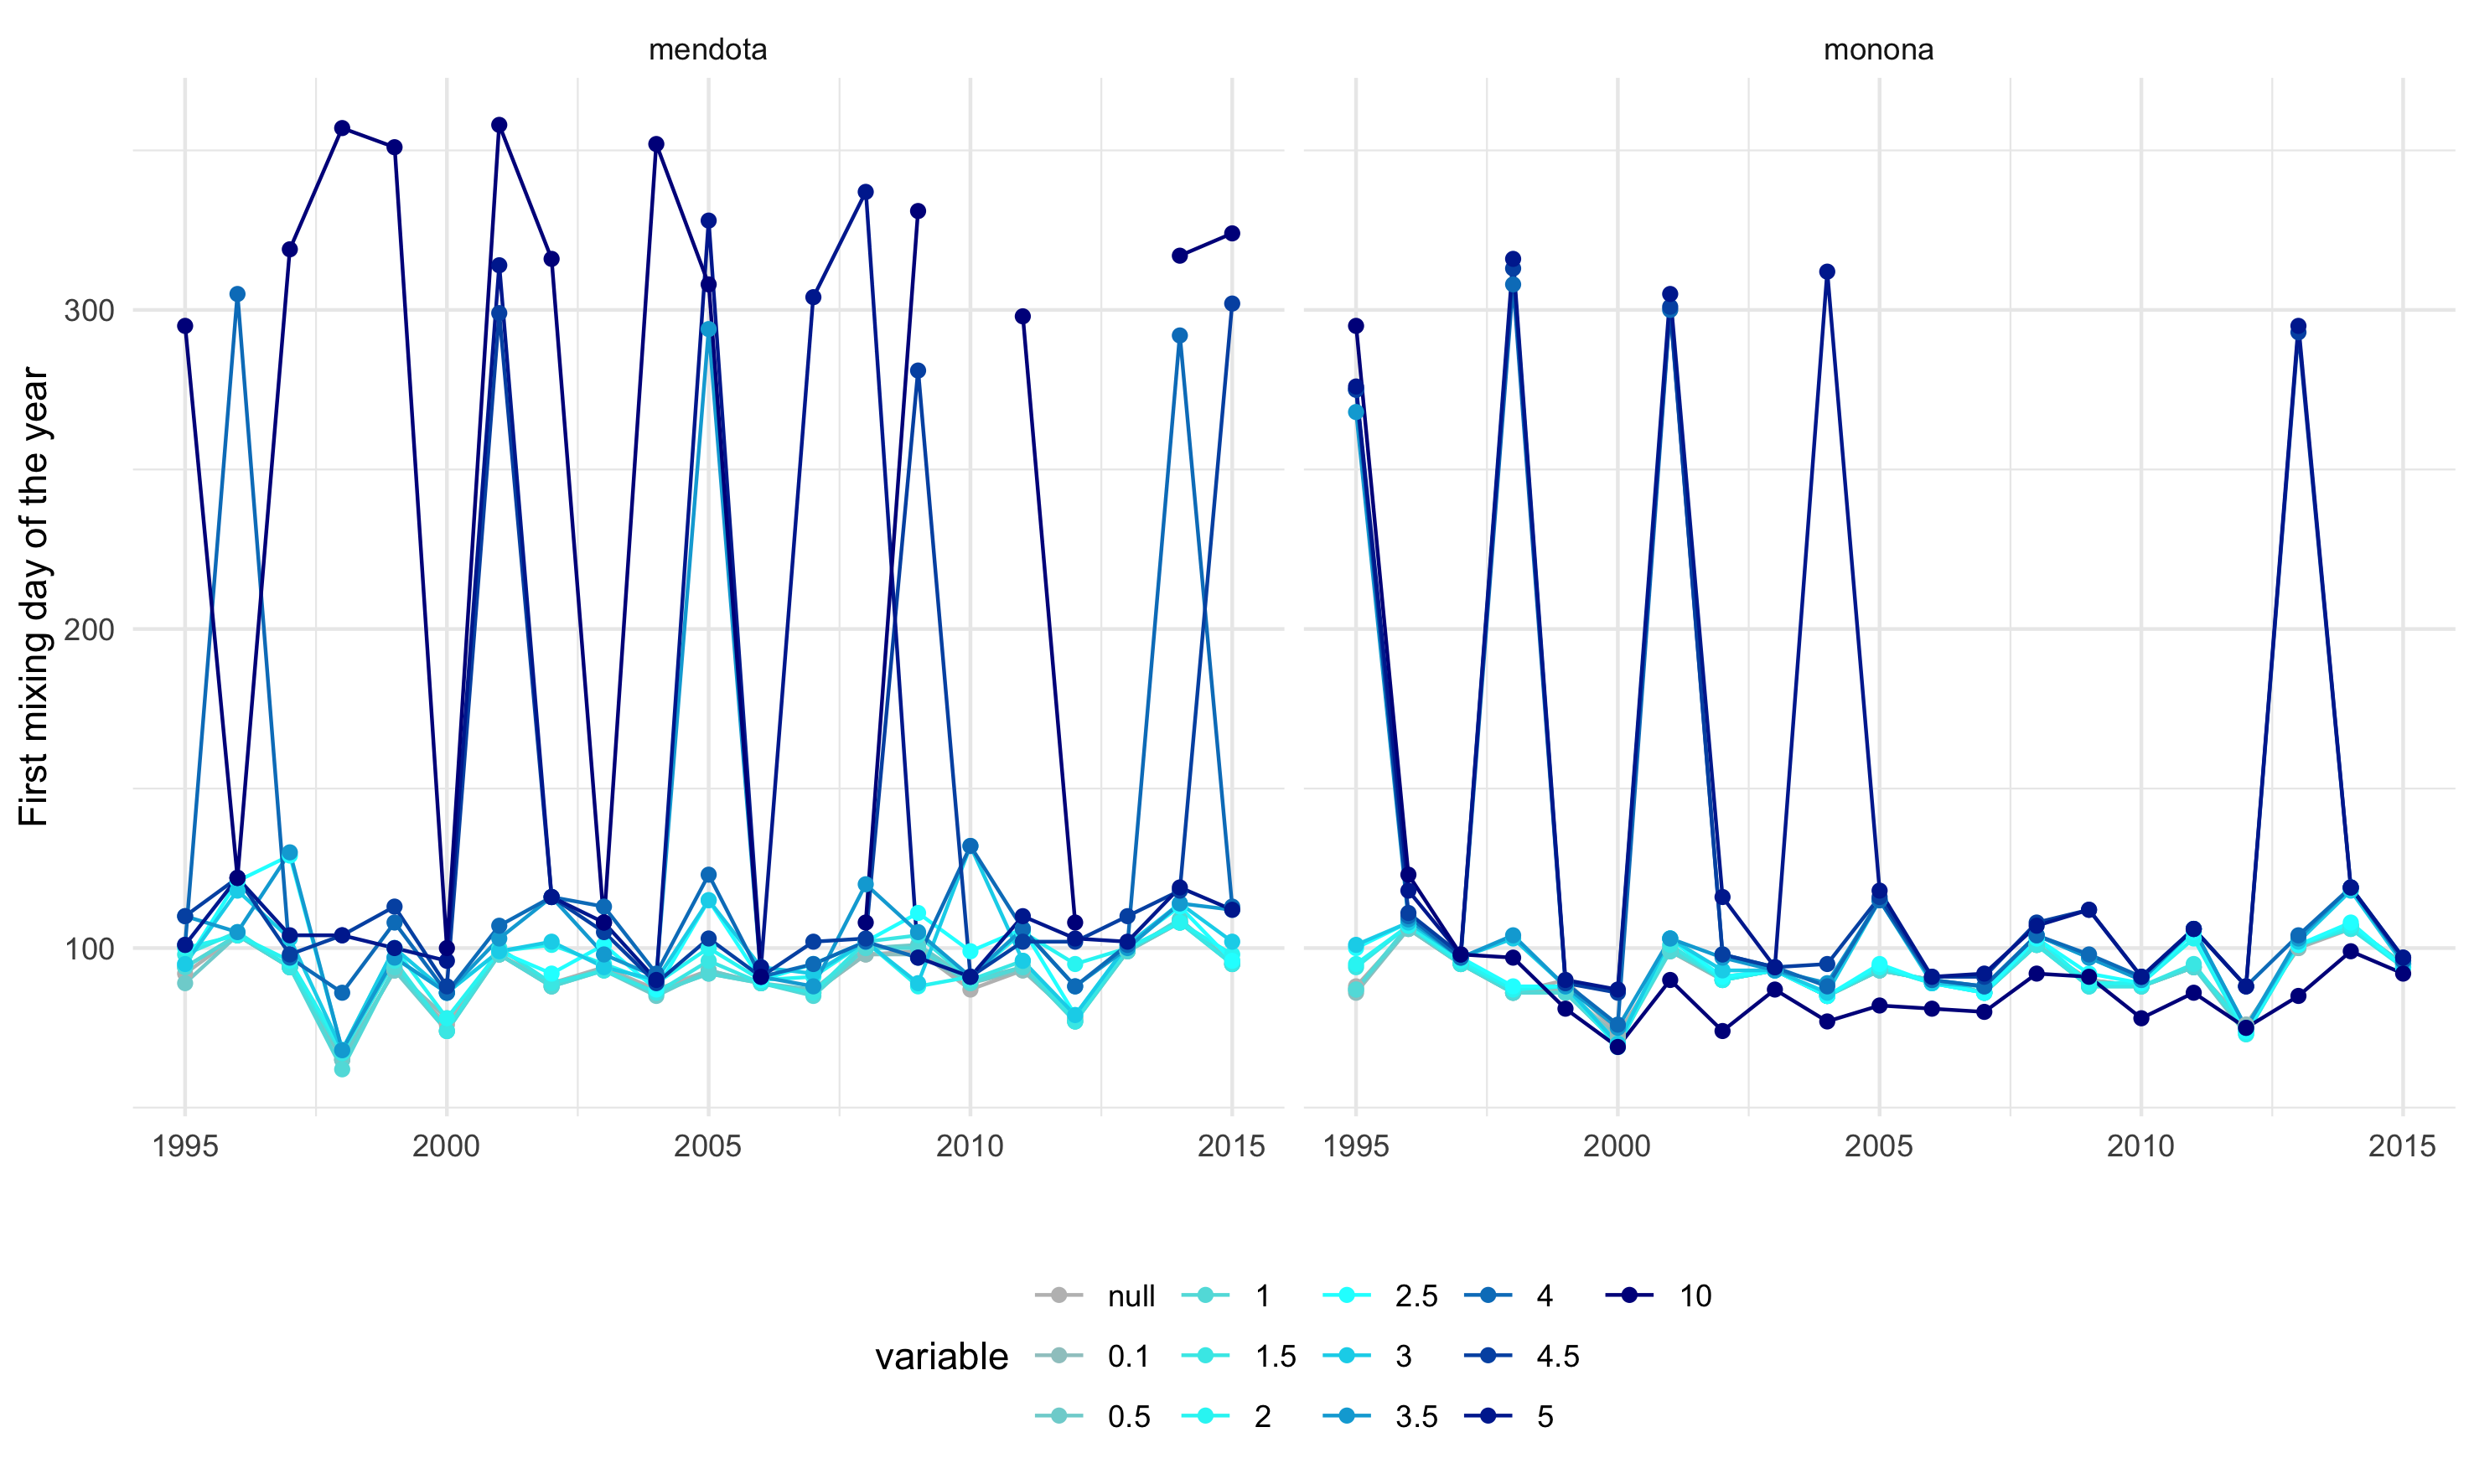 mendota monona
First mixing day of the year
300
200
100
1995 2000 2005 2010 2015 1995 2000 2005 2010 2015
null 1 2.5 4 10
variable 0.1 1.5 3 4.5
0.5 2 3.5 5